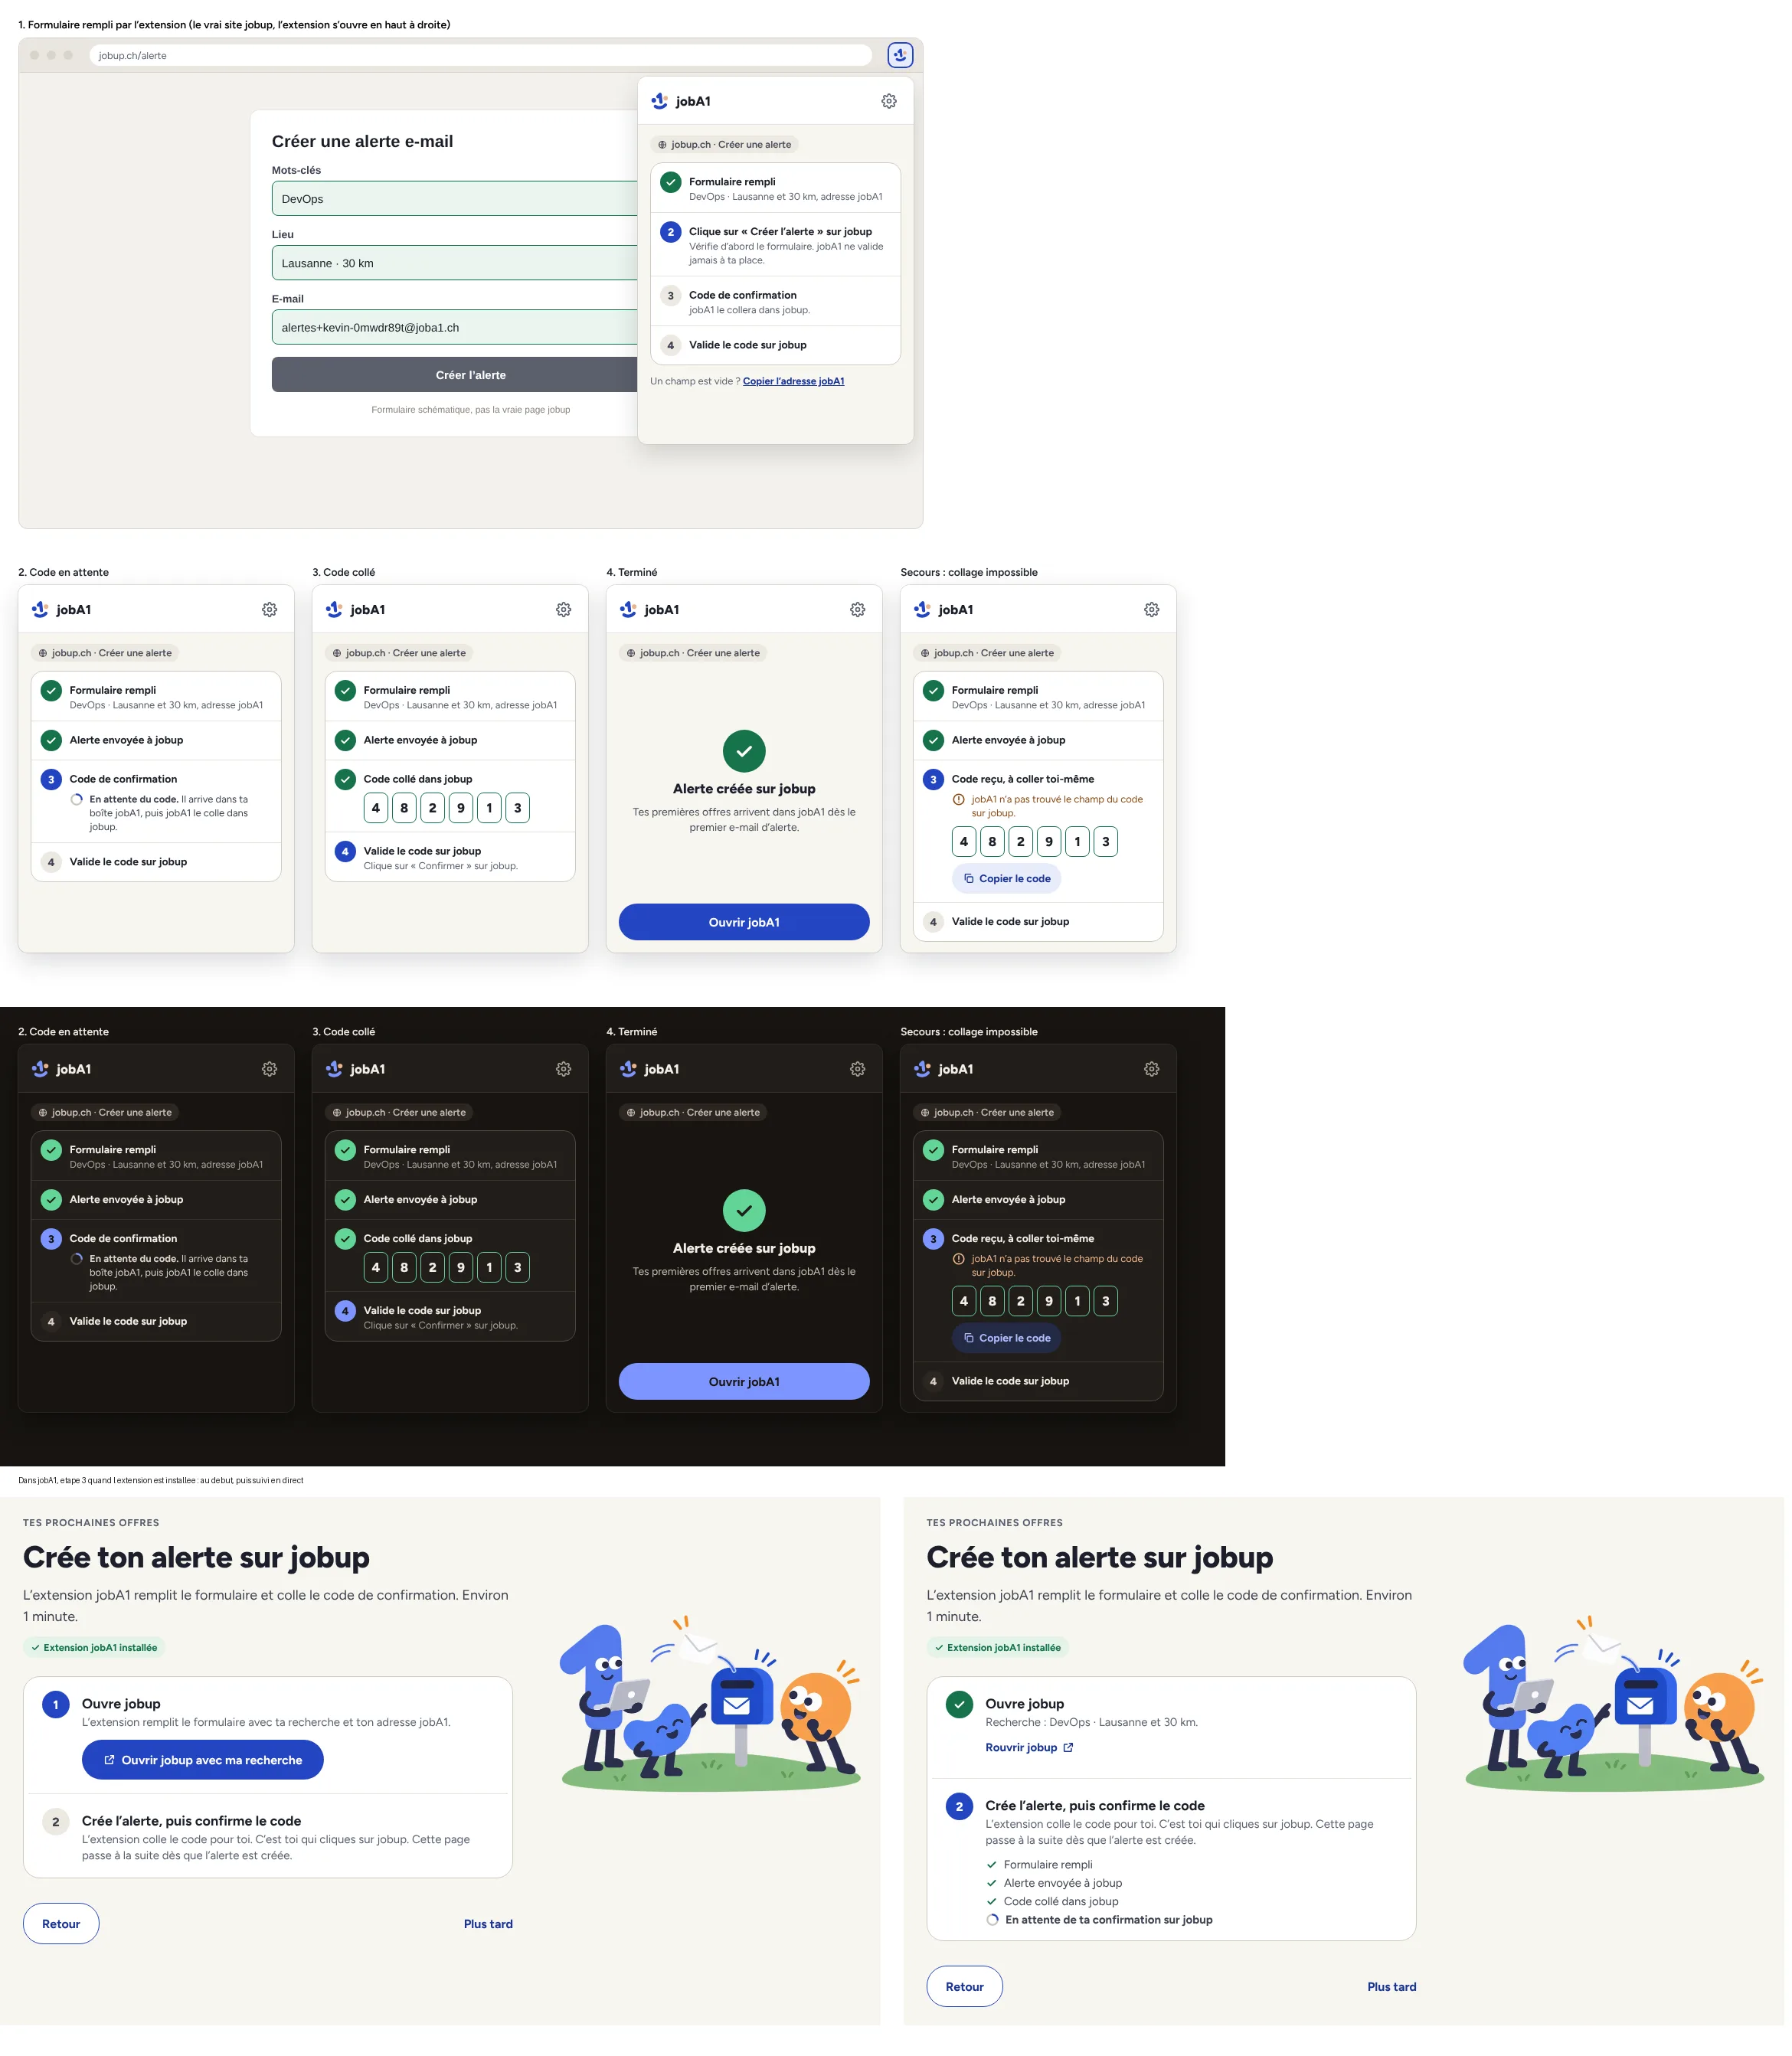 1. Formulaire rempli par l’extension (le vrai site jobup, l’extension s’ouvre en haut à droite)
jobup.ch/alerte
Créer une alerte e-mail
Mots-clés
DevOps
Lieu
Lausanne · 30 km
E-mail
alertes+kevin-0mwdr89t@joba1.ch
Créer l’alerte
Formulaire schématique, pas la vraie page jobup
jobA1
jobup.ch · Créer une alerte
Formulaire rempli
DevOps · Lausanne et 30 km, adresse jobA1
2
Clique sur « Créer l’alerte » sur jobup
Vérifie d’abord le formulaire. jobA1 ne valide
jamais à ta place.
3
Code de confirmation
jobA1 le collera dans jobup.
4
Valide le code sur jobup
Un champ est vide ? Copier l’adresse jobA1
2. Code en attente
jobA1
jobup.ch · Créer une alerte
Formulaire rempli
DevOps · Lausanne et 30 km, adresse jobA1
Alerte envoyée à jobup
3
Code de confirmation
En attente du code. Il arrive dans ta
boîte jobA1, puis jobA1 le colle dans
jobup.
4
Valide le code sur jobup
3. Code collé
jobA1
jobup.ch · Créer une alerte
Formulaire rempli
DevOps · Lausanne et 30 km, adresse jobA1
Alerte envoyée à jobup
Code collé dans jobup
4 8 2 9 1 3
4
Valide le code sur jobup
Clique sur « Confirmer » sur jobup.
4. Terminé
jobA1
jobup.ch · Créer une alerte
Alerte créée sur jobup
Tes premières offres arrivent dans jobA1 dès le
premier e-mail d’alerte.
Ouvrir jobA1
Secours : collage impossible
jobA1
jobup.ch · Créer une alerte
Formulaire rempli
DevOps · Lausanne et 30 km, adresse jobA1
Alerte envoyée à jobup
3
Code reçu, à coller toi-même
jobA1 n’a pas trouvé le champ du code
sur jobup.
4 8 2 9 1 3
Copier le code
4
Valide le code sur jobup
2. Code en attente
jobA1
jobup.ch · Créer une alerte
Formulaire rempli
DevOps · Lausanne et 30 km, adresse jobA1
Alerte envoyée à jobup
3
Code de confirmation
En attente du code. Il arrive dans ta
boîte jobA1, puis jobA1 le colle dans
jobup.
4
Valide le code sur jobup
3. Code collé
jobA1
jobup.ch · Créer une alerte
Formulaire rempli
DevOps · Lausanne et 30 km, adresse jobA1
Alerte envoyée à jobup
Code collé dans jobup
4 8 2 9 1 3
4
Valide le code sur jobup
Clique sur « Confirmer » sur jobup.
4. Terminé
jobA1
jobup.ch · Créer une alerte
Alerte créée sur jobup
Tes premières offres arrivent dans jobA1 dès le
premier e-mail d’alerte.
Ouvrir jobA1
Secours : collage impossible
jobA1
jobup.ch · Créer une alerte
Formulaire rempli
DevOps · Lausanne et 30 km, adresse jobA1
Alerte envoyée à jobup
3
Code reçu, à coller toi-même
jobA1 n’a pas trouvé le champ du code
sur jobup.
4 8 2 9 1 3
Copier le code
4
Valide le code sur jobup
Dans jobA1, etape 3 quand l extension est installee : au debut, puis suivi en direct
TES PROCHAINES OFFRES
Crée ton alerte sur jobup
L’extension jobA1 remplit le formulaire et colle le code de confirmation. Environ
1 minute.
Extension jobA1 installée
1
Ouvre jobup
L’extension remplit le formulaire avec ta recherche et ton adresse jobA1.
Ouvrir jobup avec ma recherche
2
Crée l’alerte, puis confirme le code
L’extension colle le code pour toi. C’est toi qui cliques sur jobup. Cette page
passe à la suite dès que l’alerte est créée.
Retour
Plus tard
TES PROCHAINES OFFRES
Crée ton alerte sur jobup
L’extension jobA1 remplit le formulaire et colle le code de confirmation. Environ
1 minute.
Extension jobA1 installée
Ouvre jobup
Recherche : DevOps · Lausanne et 30 km.
Rouvrir jobup
2
Crée l’alerte, puis confirme le code
L’extension colle le code pour toi. C’est toi qui cliques sur jobup. Cette page
passe à la suite dès que l’alerte est créée.
Formulaire rempli
Alerte envoyée à jobup
Code collé dans jobup
En attente de ta confirmation sur jobup
Retour
Plus tard